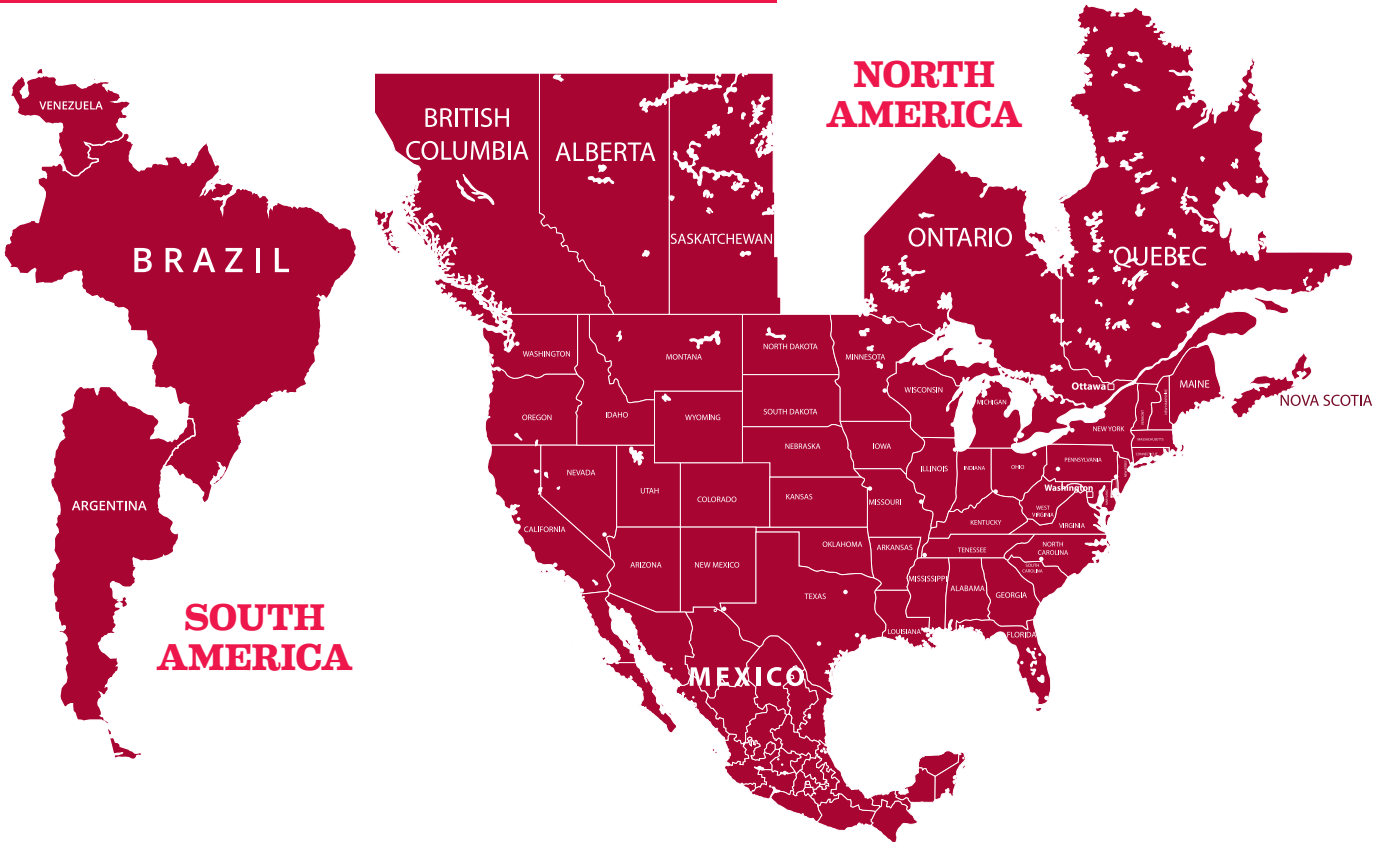 NORTH
AMERICA
VENEZUELA
BRITISH
COLUMBIA
ALBERTA
SASKATCHEWAN
ONTARIO
QUEBEC
BRAZIL
WASHINGTON
MONTANA
NORTH DAKOTA
MINNESOTA
WISCONSIN
MICHIGAN
Ottawa
MAINE
NOVA SCOTIA
OREGON
IDAHO
WYOMING
SOUTH DAKOTA
NEW YORK
VERMONT
MASSACHUSETTS
NEBRASKA
IOWA
ILLINOIS
INDIANA
OHIO
PENNSYLVANIA
NEVADA
UTAH
COLORADO
KANSAS
MISSOURI
Washington
WEST
VIRGINIA
VIRGINIA
KENTUCKY
ARGENTINA
CALIFORNIA
ARIZONA
NEW MEXICO
OKLAHOMA
ARKANSAS
TENESSEE
NORTH
CAROLINA
SOUTH
CAROLINA
MISSISSIPPI
ALABAMA
GEORGIA
TEXAS
LOUISIANA
FLORIDA
SOUTH
AMERICA
MEXICO